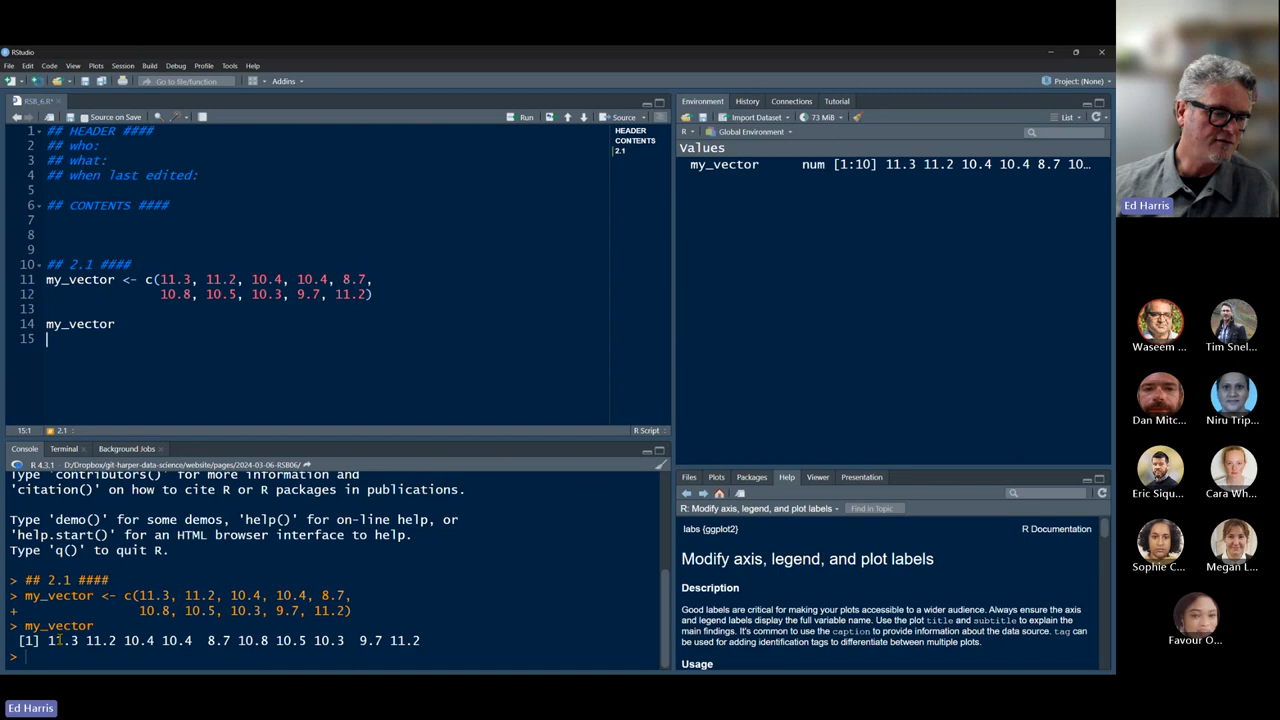 RStudio
File Edit Code View Plots Session Build Debug Profile Tools Help
Go to file/function Addins Project: (None)
RSB_6.R*
Source on Save Run Source
1 ## HEADER ####
2 ## who:
3 ## what:
4 ## when last edited:
5
6 ## CONTENTS ####
7
8
9
10 ## 2.1 ####
11 my_vector <- c(11.3, 11.2, 10.4, 10.4, 8.7,
12 10.8, 10.5, 10.3, 9.7, 11.2)
13
14 my_vector
15
HEADER
CONTENTS
2.1
15:1 2.1 R Script
Console Terminal Background Jobs
R 4.3.1 · D:/Dropbox/git-harper-data-science/website/pages/2024-03-06-RSB06/
Type 'contributors()' for more information and
'citation()' on how to cite R or R packages in publications.
Type 'demo()' for some demos, 'help()' for on-line help, or
'help.start()' for an HTML browser interface to help.
Type 'q()' to quit R.
> ## 2.1 ####
> my_vector <- c(11.3, 11.2, 10.4, 10.4, 8.7,
+ 10.8, 10.5, 10.3, 9.7, 11.2)
> my_vector
[1] 11.3 11.2 10.4 10.4 8.7 10.8 10.5 10.3 9.7 11.2
>
Environment History Connections Tutorial
Import Dataset 73 MiB List
R Global Environment
Values
my_vector num [1:10] 11.3 11.2 10.4 10.4 8.7 10…
Files Plots Packages Help Viewer Presentation
R: Modify axis, legend, and plot labels Find in Topic
labs {ggplot2} R Documentation
Modify axis, legend, and plot labels
Description
Good labels are critical for making your plots accessible to a wider audience. Always ensure the axis
and legend labels display the full variable name. Use the plot title and subtitle to explain the
main findings. It's common to use the caption to provide information about the data source. tag can
be used for adding identification tags to differentiate between multiple plots.
Usage
Ed Harris
Waseem ... Tim Snel...
Dan Mitc... Niru Trip...
Eric Siqu... Cara Wh...
Sophie C... Megan L...
Favour O...
Ed Harris